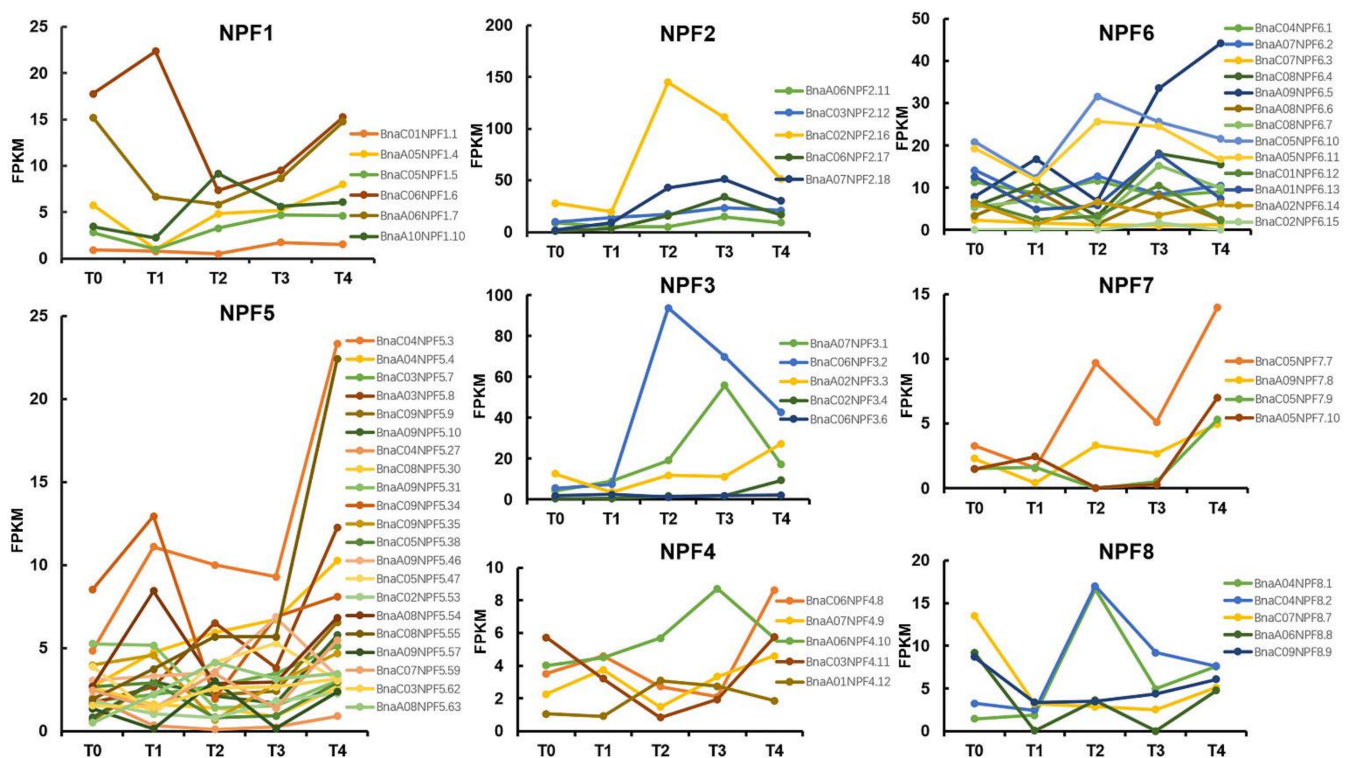 NPF1
25
20
15
10
5
0
FPKM
T0 T1 T2 T3 T4
BnaC01NPF1.1
BnaA05NPF1.4
BnaC05NPF1.5
BnaC06NPF1.6
BnaA06NPF1.7
BnaA10NPF1.10
NPF2
200
150
100
50
0
FPKM
T0 T1 T2 T3 T4
BnaA06NPF2.11
BnaC03NPF2.12
BnaC02NPF2.16
BnaC06NPF2.17
BnaA07NPF2.18
NPF6
50
40
30
20
10
0
FPKM
T0 T1 T2 T3 T4
BnaC04NPF6.1
BnaA07NPF6.2
BnaC07NPF6.3
BnaC08NPF6.4
BnaA09NPF6.5
BnaA08NPF6.6
BnaC08NPF6.7
BnaC05NPF6.10
BnaA05NPF6.11
BnaC01NPF6.12
BnaA01NPF6.13
BnaA02NPF6.14
BnaC02NPF6.15
NPF5
25
20
15
10
5
0
FPKM
T0 T1 T2 T3 T4
BnaC04NPF5.3
BnaA04NPF5.4
BnaC03NPF5.7
BnaA03NPF5.8
BnaC09NPF5.9
BnaA09NPF5.10
BnaC04NPF5.27
BnaC08NPF5.30
BnaA09NPF5.31
BnaC09NPF5.34
BnaC09NPF5.35
BnaC05NPF5.38
BnaA09NPF5.46
BnaC05NPF5.47
BnaC02NPF5.53
BnaA08NPF5.54
BnaC08NPF5.55
BnaA09NPF5.57
BnaC07NPF5.59
BnaC03NPF5.62
BnaA08NPF5.63
NPF3
100
80
60
40
20
0
FPKM
T0 T1 T2 T3 T4
BnaA07NPF3.1
BnaC06NPF3.2
BnaA02NPF3.3
BnaC02NPF3.4
BnaC06NPF3.6
NPF7
15
10
5
0
FPKM
T0 T1 T2 T3 T4
BnaC05NPF7.7
BnaA09NPF7.8
BnaC05NPF7.9
BnaA05NPF7.10
NPF4
10
8
6
4
2
0
FPKM
T0 T1 T2 T3 T4
BnaC06NPF4.8
BnaA07NPF4.9
BnaA06NPF4.10
BnaC03NPF4.11
BnaA01NPF4.12
NPF8
20
15
10
5
0
FPKM
T0 T1 T2 T3 T4
BnaA04NPF8.1
BnaC04NPF8.2
BnaC07NPF8.7
BnaA06NPF8.8
BnaC09NPF8.9